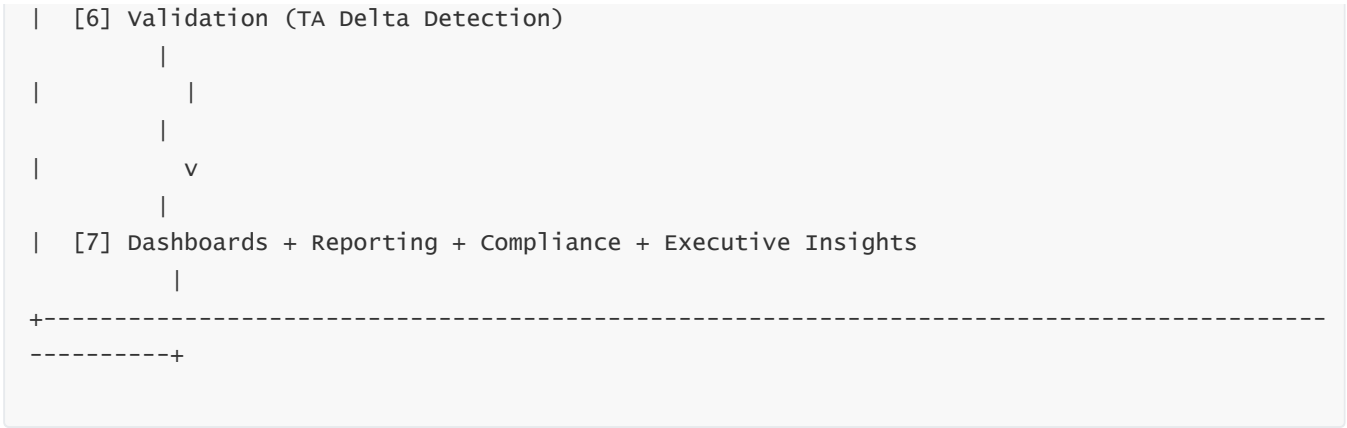 |  [6] Validation (TA Delta Detection)
         |
|          |
         |
|          v
         |
|  [7] Dashboards + Reporting + Compliance + Executive Insights
          |
+------------------------------------------------------------------------------------------
----------+